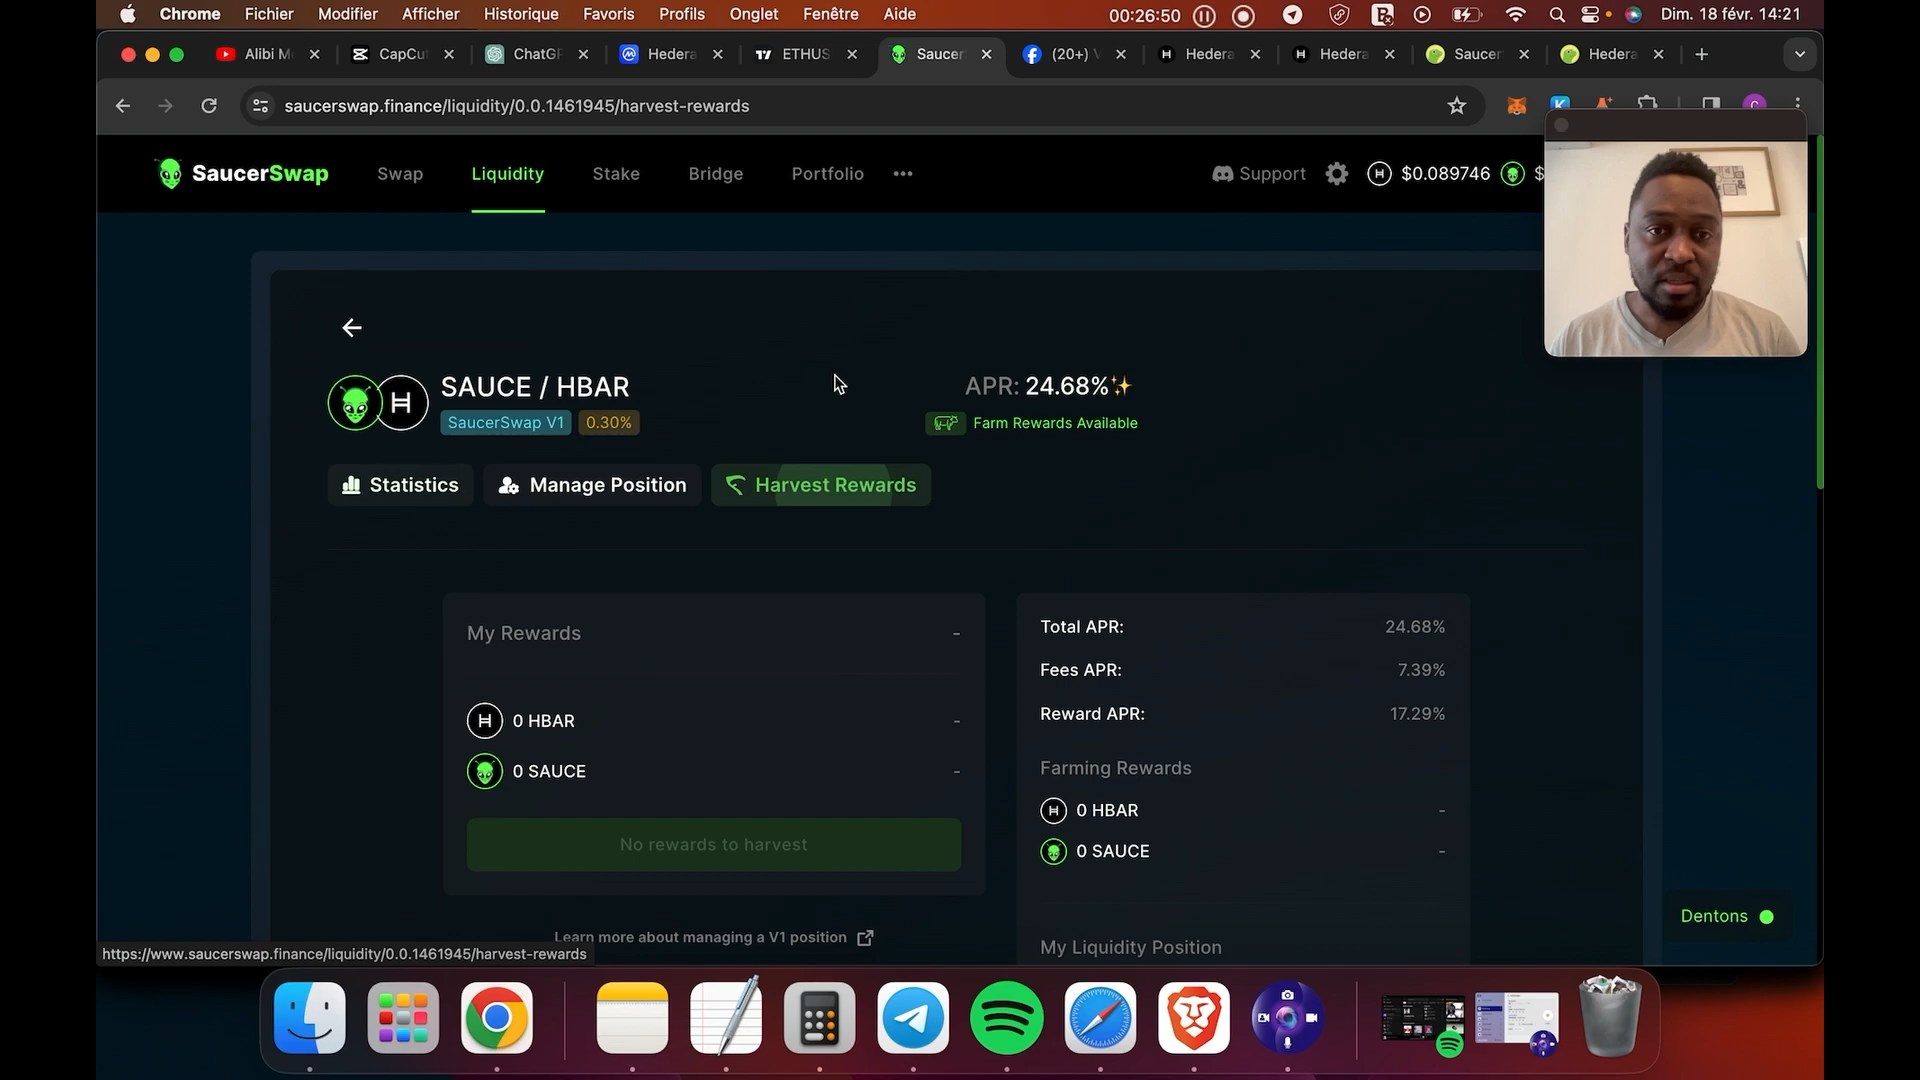 Chrome Fichier Modifier Afficher Historique Favoris Profils Onglet Fenêtre Aide 00:26:50 Dim. 18 févr. 14:21
Alibi M CapCut ChatGP Hedera ETHUS Saucer (20+) Hedera Hedera Saucer Hedera
saucerswap.finance/liquidity/0.0.1461945/harvest-rewards
SaucerSwap Swap Liquidity Stake Bridge Portfolio Support $0.089746 $
SAUCE / HBAR
SaucerSwap V1 0.30%
APR: 24.68%
Farm Rewards Available
Statistics Manage Position Harvest Rewards
My Rewards -
0 HBAR -
0 SAUCE -
No rewards to harvest
Learn more about managing a V1 position
Total APR: 24.68%
Fees APR: 7.39%
Reward APR: 17.29%
Farming Rewards
0 HBAR -
0 SAUCE -
My Liquidity Position
Dentons
https://www.saucerswap.finance/liquidity/0.0.1461945/harvest-rewards